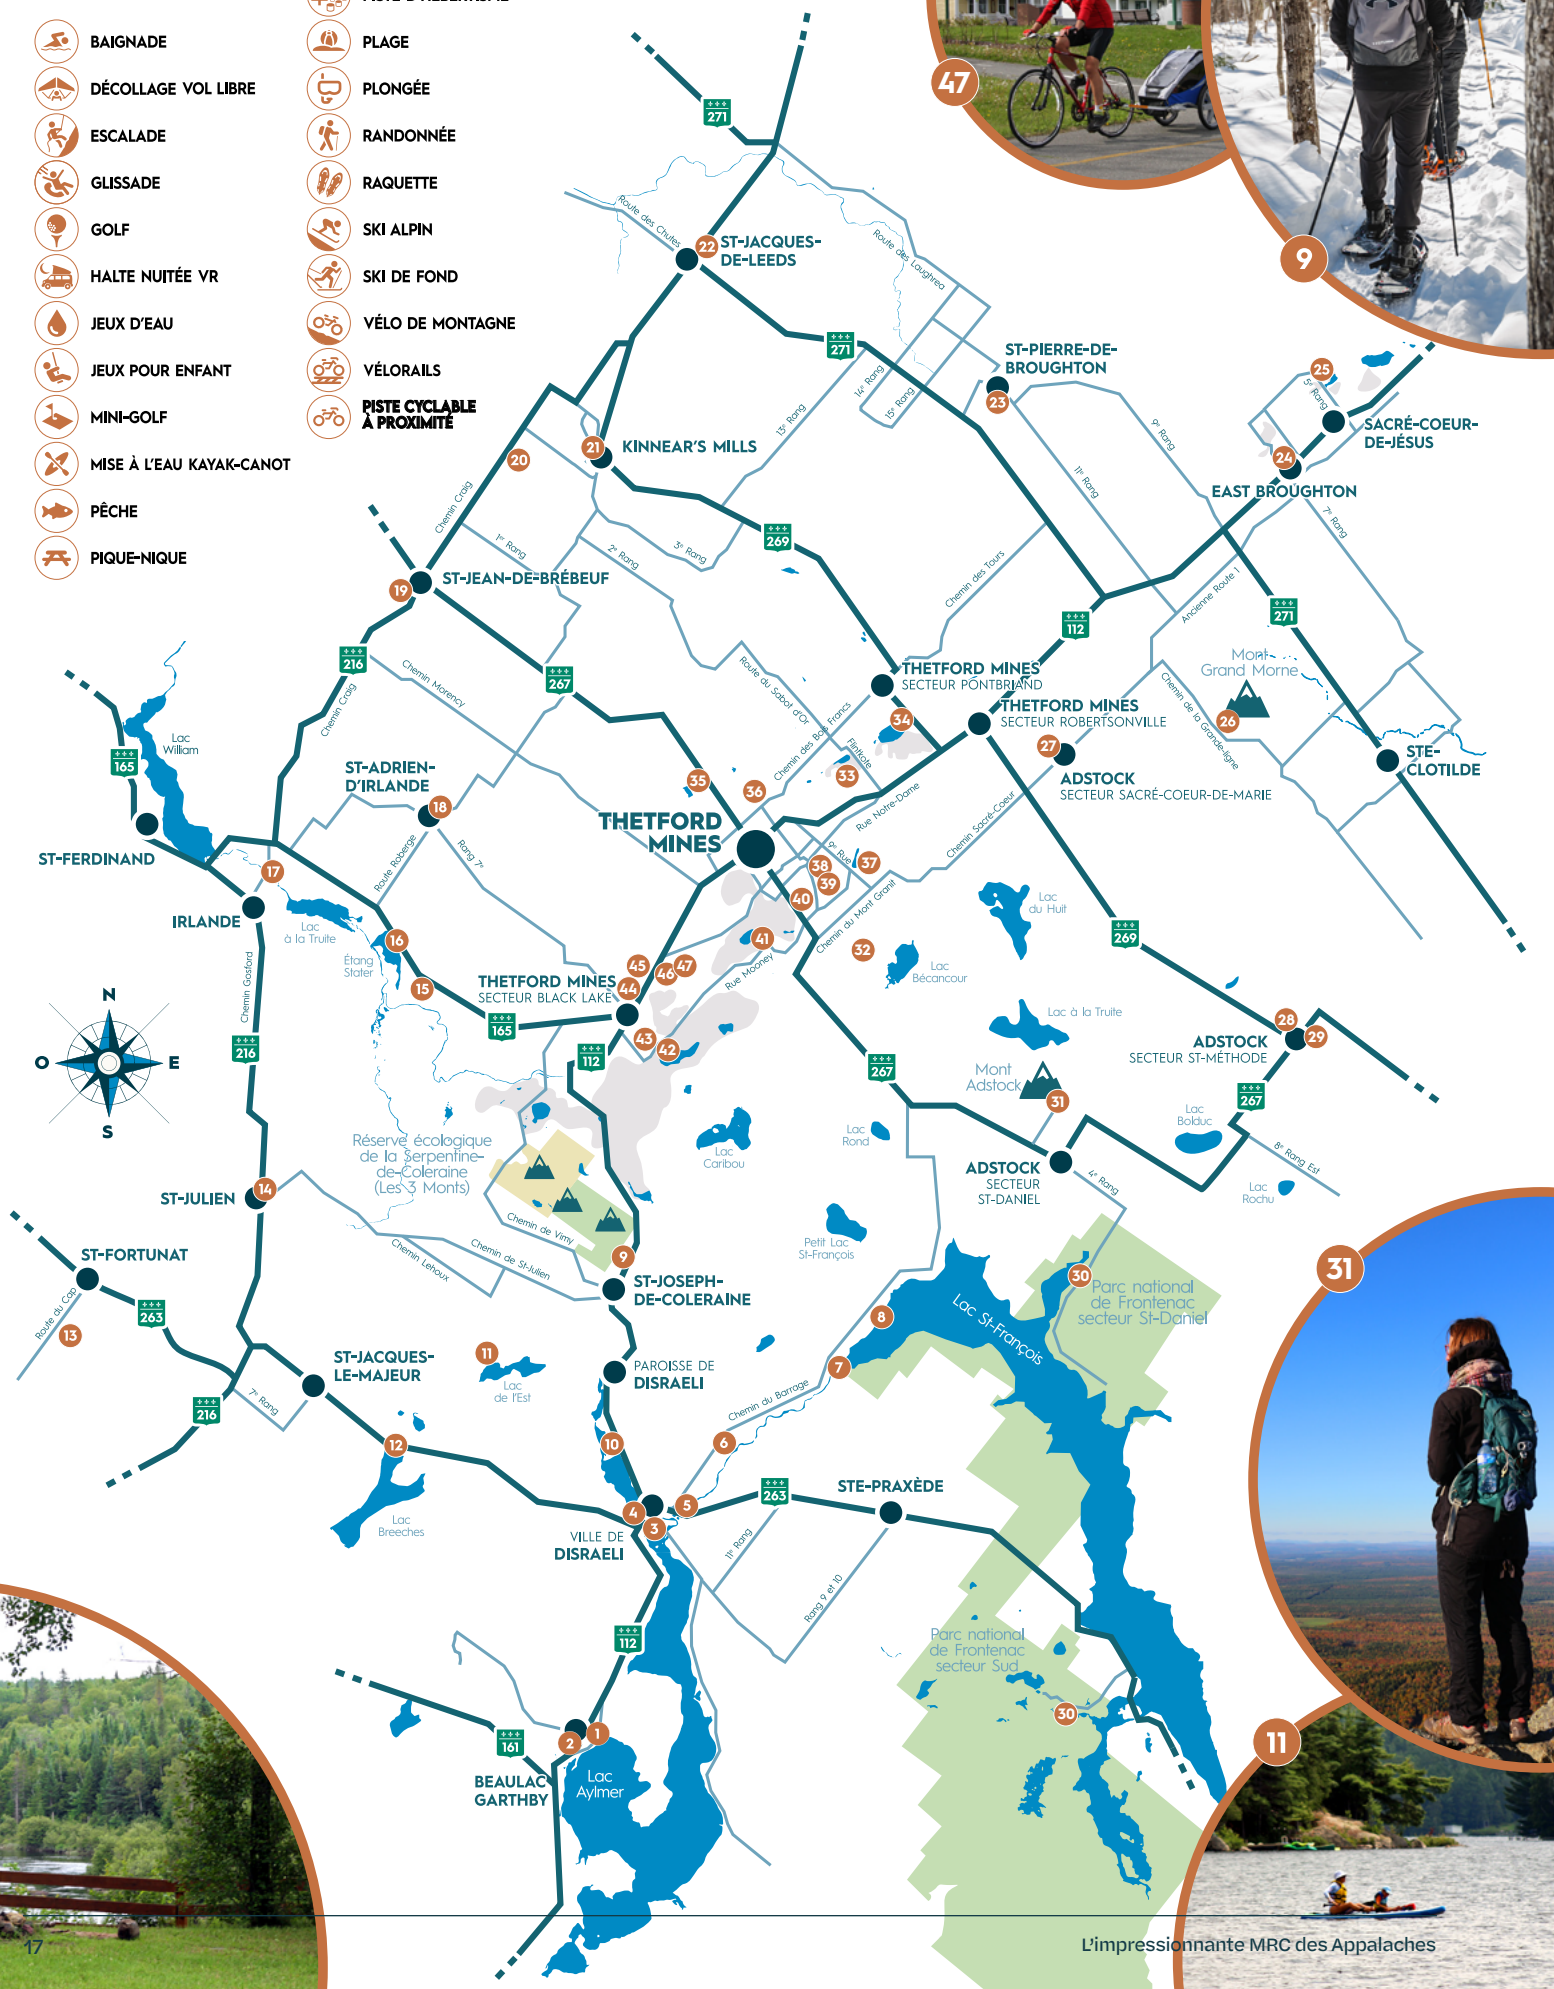 BAIGNADE
DÉCOLLAGE VOL LIBRE
ESCALADE
GLISSADE
GOLF
HALTE NUITÉE VR
JEUX D'EAU
JEUX POUR ENFANT
MINI-GOLF
MISE À L'EAU KAYAK-CANOT
PÊCHE
PIQUE-NIQUE
PLAGE
PLONGÉE
RANDONNÉE
RAQUETTE
SKI ALPIN
SKI DE FOND
VÉLO DE MONTAGNE
VÉLORAILS
PISTE CYCLABLE
À PROXIMITÉ
47
9
271
Route des Chutes
22
ST-JACQUES-
DE-LEEDS
Route des Laughrea
271
ST-PIERRE-DE-
BROUGHTON
23
14e Rang
15e Rang
13e Rang
9e Rang
11e Rang
25
5e Rang
SACRÉ-COEUR-
DE-JÉSUS
24
EAST BROUGHTON
7e Rang
21
KINNEAR'S MILLS
20
Chemin Craig
1er Rang
2e Rang
3e Rang
269
Chemin des Tours
Ancienne Route 1
112
271
19
ST-JEAN-DE-BRÉBEUF
216
Chemin Morency
267
Chemin Craig
Route du Sabot d'Or
Chemin des Bois Francs
Flintkote
THETFORD MINES
SECTEUR PONTBRIAND
34
THETFORD MINES
SECTEUR ROBERTSONVILLE
27
ADSTOCK
SECTEUR SACRÉ-COEUR-DE-MARIE
Mont
Grand Morne
26
Chemin de la Grande-ligne
STE-
CLOTILDE
165
Lac
William
ST-FERDINAND
ST-ADRIEN-
D'IRLANDE
18
35
36
33
THETFORD
MINES
Rue Notre-Dame
Chemin Sacré-Coeur
9e Rue
37
38
39
40
Chemin du Mont Granit
17
Route Roberge
Rang 7e
IRLANDE
Lac
à la Truite
16
Étang
Stater
15
Chemin Gosford
41
Rue Mooney
32
Lac
Bécancour
Lac
du Huit
269
45
46
47
THETFORD MINES
SECTEUR BLACK LAKE
44
165
43
42
112
216
N
O
E
S
Lac à la Truite
Mont
Adstock
31
267
28
29
ADSTOCK
SECTEUR ST-MÉTHODE
267
Lac
Bolduc
8e Rang Est
Lac
Rochu
Lac
Rond
Lac
Caribou
ADSTOCK
SECTEUR
ST-DANIEL
4e Rang
Réserve écologique
de la Serpentine-
de-Coleraine
(Les 3 Monts)
ST-JULIEN
14
Chemin de Vimy
Chemin de St-Julien
Chemin Lehoux
9
ST-JOSEPH-
DE-COLERAINE
Petit Lac
St-François
ST-FORTUNAT
263
Route du Cap
13
30
Parc national
de Frontenac
secteur St-Daniel
Lac St-François
8
7
31
ST-JACQUES-
LE-MAJEUR
7e Rang
216
11
Lac
de l'Est
PAROISSE DE
DISRAELI
Chemin du Barrage
12
10
6
Lac
Breeches
4
3
5
VILLE DE
DISRAELI
263
STE-PRAXÈDE
11e Rang
Rang 9 et 10
112
Parc national
de Frontenac
secteur Sud
30
161
2
1
BEAULAC
GARTHBY
Lac
Aylmer
11
17
L'impressionnante MRC des Appalaches